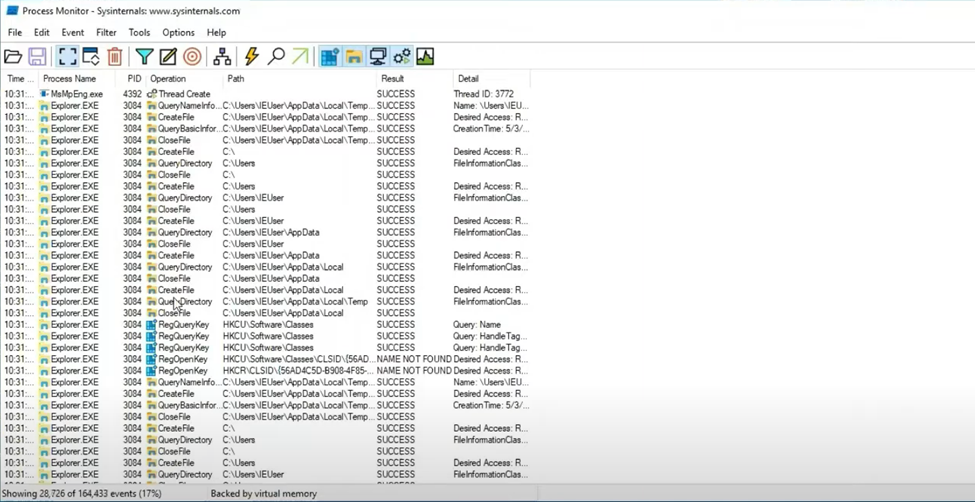 Process Monitor - Sysinternals: www.sysinternals.com
File Edit Event Filter Tools Options Help
Time ... Process Name PID Operation Path Result Detail
10:31:... MsMpEng.exe 4392 Thread Create SUCCESS Thread ID: 3772
10:31:... Explorer.EXE 3084 QueryNameInfo... C:\Users\IEUser\AppData\Local\Temp... SUCCESS Name: \Users\IEU...
10:31:... Explorer.EXE 3084 CreateFile C:\Users\IEUser\AppData\Local\Temp... SUCCESS Desired Access: R...
10:31:... Explorer.EXE 3084 QueryBasicInfor... C:\Users\IEUser\AppData\Local\Temp... SUCCESS CreationTime: 5/3/...
10:31:... Explorer.EXE 3084 CloseFile C:\Users\IEUser\AppData\Local\Temp... SUCCESS
10:31:... Explorer.EXE 3084 CreateFile C:\ SUCCESS Desired Access: R...
10:31:... Explorer.EXE 3084 QueryDirectory C:\Users SUCCESS FileInformationClas...
10:31:... Explorer.EXE 3084 CloseFile C:\ SUCCESS
10:31:... Explorer.EXE 3084 CreateFile C:\Users SUCCESS Desired Access: R...
10:31:... Explorer.EXE 3084 QueryDirectory C:\Users\IEUser SUCCESS FileInformationClas...
10:31:... Explorer.EXE 3084 CloseFile C:\Users SUCCESS
10:31:... Explorer.EXE 3084 CreateFile C:\Users\IEUser SUCCESS Desired Access: R...
10:31:... Explorer.EXE 3084 QueryDirectory C:\Users\IEUser\AppData SUCCESS FileInformationClas...
10:31:... Explorer.EXE 3084 CloseFile C:\Users\IEUser SUCCESS
10:31:... Explorer.EXE 3084 CreateFile C:\Users\IEUser\AppData SUCCESS Desired Access: R...
10:31:... Explorer.EXE 3084 QueryDirectory C:\Users\IEUser\AppData\Local SUCCESS FileInformationClas...
10:31:... Explorer.EXE 3084 CloseFile C:\Users\IEUser\AppData SUCCESS
10:31:... Explorer.EXE 3084 CreateFile C:\Users\IEUser\AppData\Local SUCCESS Desired Access: R...
10:31:... Explorer.EXE 3084 QueryDirectory C:\Users\IEUser\AppData\Local\Temp SUCCESS FileInformationClas...
10:31:... Explorer.EXE 3084 CloseFile C:\Users\IEUser\AppData\Local SUCCESS
10:31:... Explorer.EXE 3084 RegQueryKey HKCU\Software\Classes SUCCESS Query: Name
10:31:... Explorer.EXE 3084 RegQueryKey HKCU\Software\Classes SUCCESS Query: HandleTag...
10:31:... Explorer.EXE 3084 RegQueryKey HKCU\Software\Classes SUCCESS Query: HandleTag...
10:31:... Explorer.EXE 3084 RegOpenKey HKCU\Software\Classes\CLSID\{56AD... NAME NOT FOUND Desired Access: R...
10:31:... Explorer.EXE 3084 RegOpenKey HKCR\CLSID\{56AD4C5D-B908-4F85-... NAME NOT FOUND Desired Access: R...
10:31:... Explorer.EXE 3084 QueryNameInfo... C:\Users\IEUser\AppData\Local\Temp... SUCCESS Name: \Users\IEU...
10:31:... Explorer.EXE 3084 CreateFile C:\Users\IEUser\AppData\Local\Temp... SUCCESS Desired Access: R...
10:31:... Explorer.EXE 3084 QueryBasicInfor... C:\Users\IEUser\AppData\Local\Temp... SUCCESS CreationTime: 5/3/...
10:31:... Explorer.EXE 3084 CloseFile C:\Users\IEUser\AppData\Local\Temp... SUCCESS
10:31:... Explorer.EXE 3084 CreateFile C:\ SUCCESS Desired Access: R...
10:31:... Explorer.EXE 3084 QueryDirectory C:\Users SUCCESS FileInformationClas...
10:31:... Explorer.EXE 3084 CloseFile C:\ SUCCESS
10:31:... Explorer.EXE 3084 CreateFile C:\Users SUCCESS Desired Access: R...
10:31:... Explorer.EXE 3084 QueryDirectory C:\Users\IEUser SUCCESS FileInformationClas...
Showing 28,726 of 164,433 events (17%) Backed by virtual memory